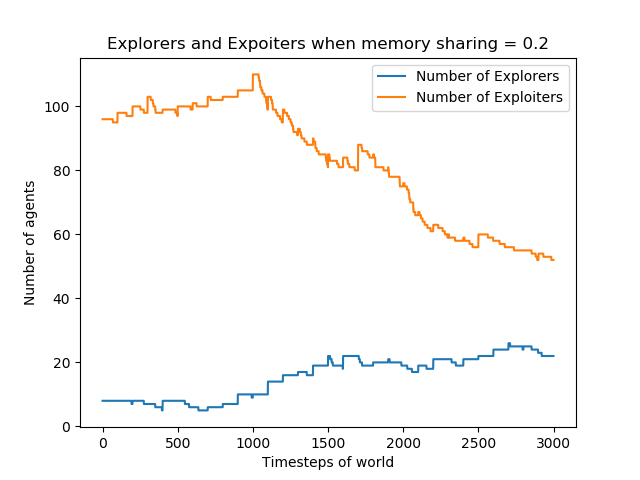 Explorers and Expoiters when memory sharing = 0.2
Number of Explorers
Number of Exploiters
Number of agents
100
80
60
40
20
0
0 500 1000 1500 2000 2500 3000
Timesteps of world